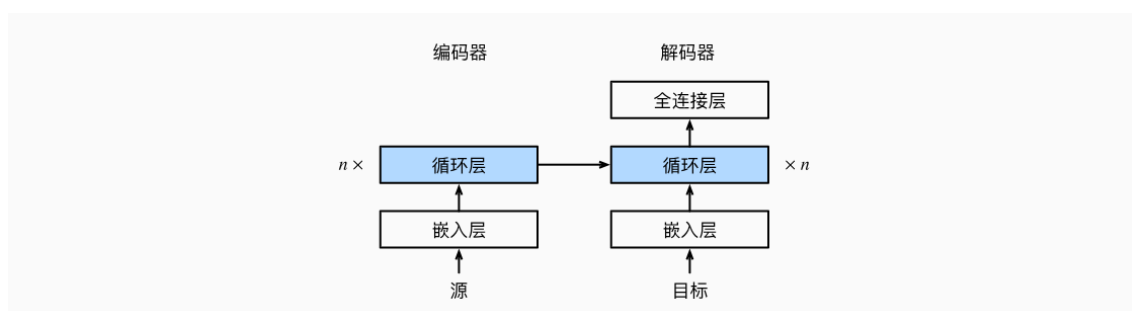 编码器 解码器
全连接层
n × 循环层 循环层 × n
嵌入层 嵌入层
源 目标